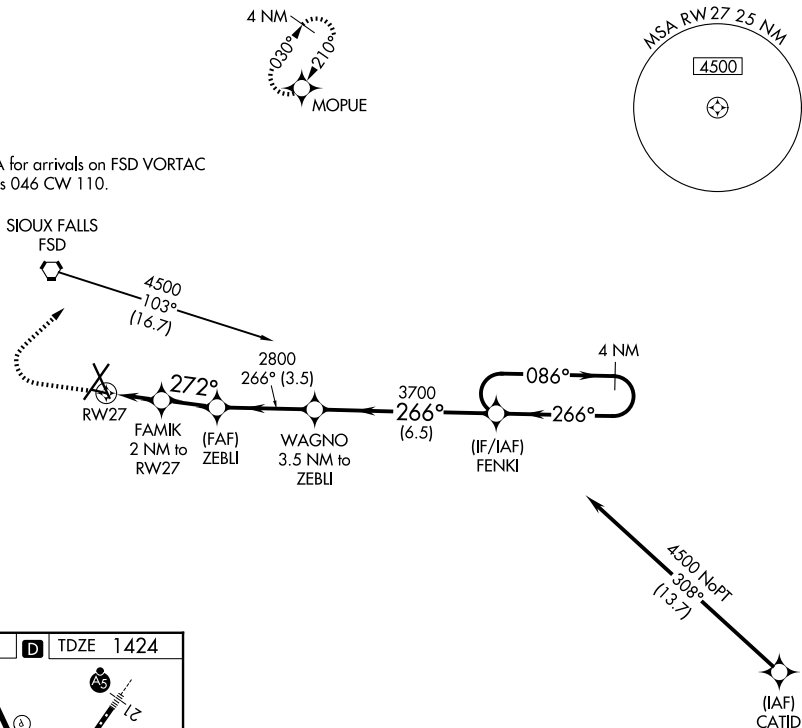 4 NM
030°
210°
MOPUE
MSA RW27 25 NM
4500
A for arrivals on FSD VORTAC
s 046 CW 110.
SIOUX FALLS
FSD
4500
103°
(16.7)
2800
266° (3.5)
272°
RW27
FAMIK
2 NM to
RW27
(FAF)
ZEBLI
WAGNO
3.5 NM to
ZEBLI
3700
266°
(6.5)
(IF/IAF)
FENKI
086°
266°
4 NM
4500 NoPT
308°
(13.7)
(IAF)
CATID
D
TDZE 1424
A5
21